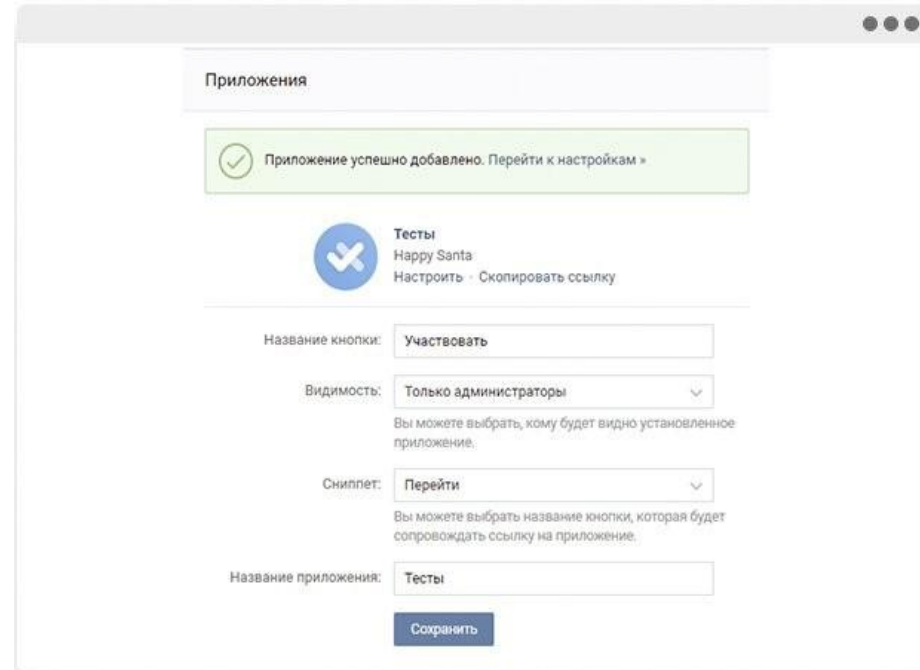 Приложения
Приложение успешно добавлено. Перейти к настройкам »
Тесты
Happy Santa
Настроить · Скопировать ссылку
Название кнопки: Участвовать
Видимость: Только администраторы
Вы можете выбрать, кому будет видно установленное
приложение.
Сниппет: Перейти
Вы можете выбрать название кнопки, которая будет
сопровождать ссылку на приложение.
Название приложения: Тесты
Сохранить